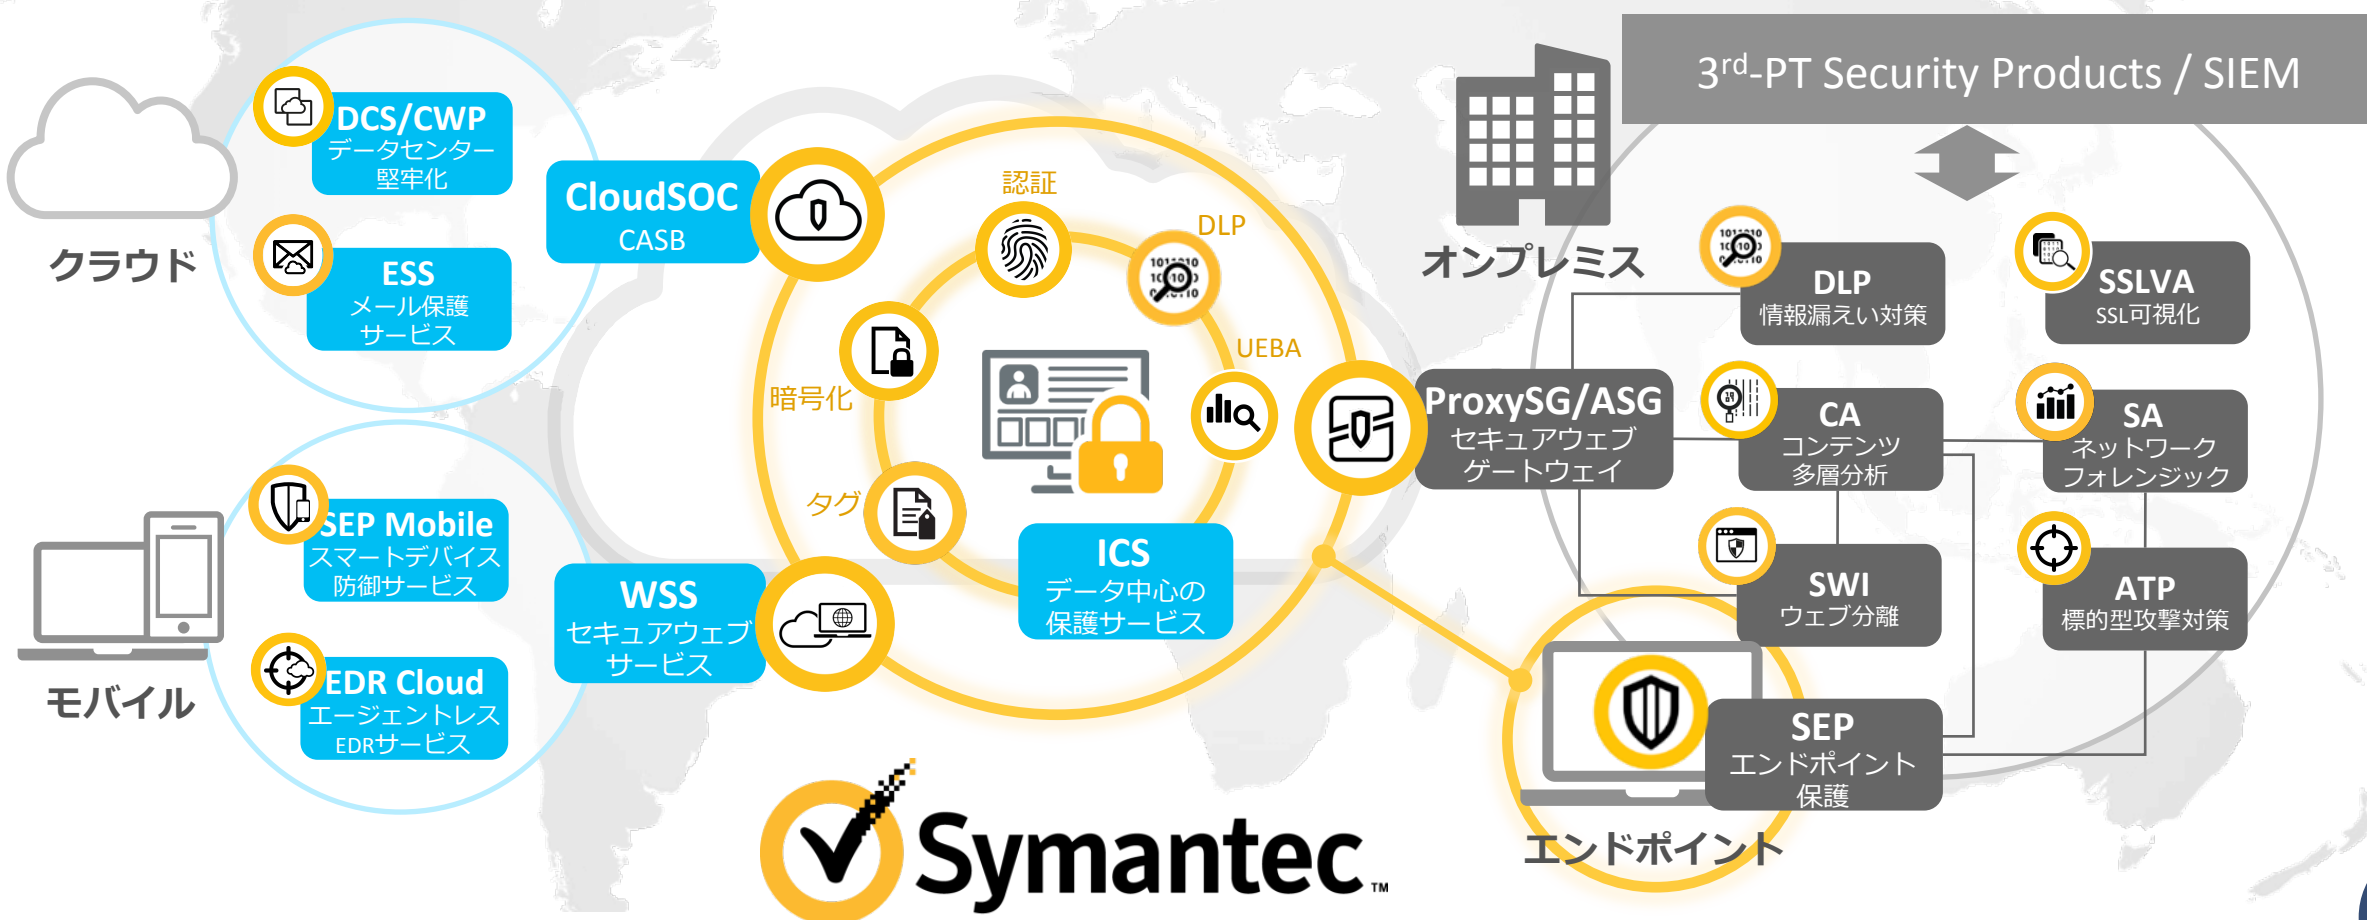 3rd-PT Security Products / SIEM
クラウド
DCS/CWP
データセンター
堅牢化
ESS
メール保護
サービス
モバイル
SEP Mobile
スマートデバイス
防御サービス
EDR Cloud
エージェントレス
EDRサービス
CloudSOC
CASB
WSS
セキュアウェブ
サービス
認証
DLP
UEBA
暗号化
タグ
ICS
データ中心の
保護サービス
オンプレミス
ProxySG/ASG
セキュアウェブ
ゲートウェイ
DLP
情報漏えい対策
SSLVA
SSL可視化
CA
コンテンツ
多層分析
SA
ネットワーク
フォレンジック
SWI
ウェブ分離
ATP
標的型攻撃対策
SEP
エンドポイント
保護
エンドポイント
Symantec™